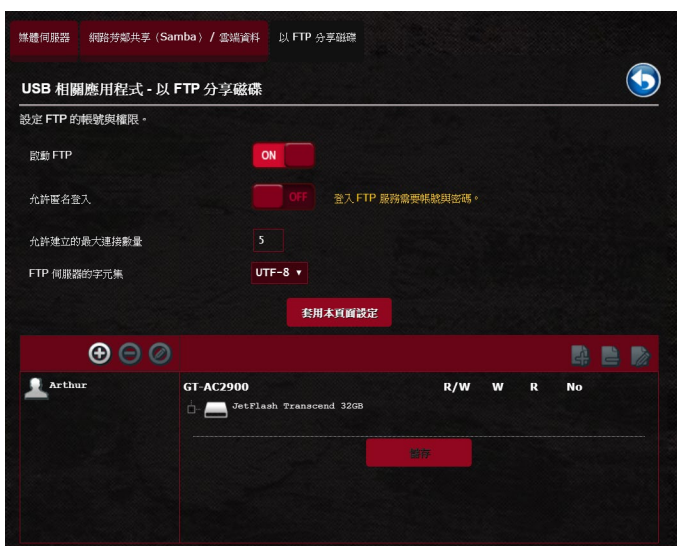 媒體伺服器
網路芳鄰共享（Samba）/ 雲端資料
以 FTP 分享磁碟
USB 相關應用程式 - 以 FTP 分享磁碟
設定 FTP 的帳號與權限。
啟動 FTP
ON
允許匿名登入
OFF
登入 FTP 服務需要帳號與密碼。
允許建立的最大連接數量
5
FTP 伺服器的字元集
UTF-8
套用本頁面設定
Arthur
GT-AC2900 R/W W R No
JetFlash Transcend 32GB
儲存